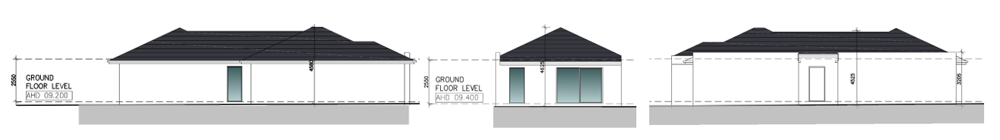 2550
GROUND
FLOOR LEVEL
AHD 09.200
4580
2550
GROUND
FLOOR LEVEL
AHD 09.400
4625
4525
3205